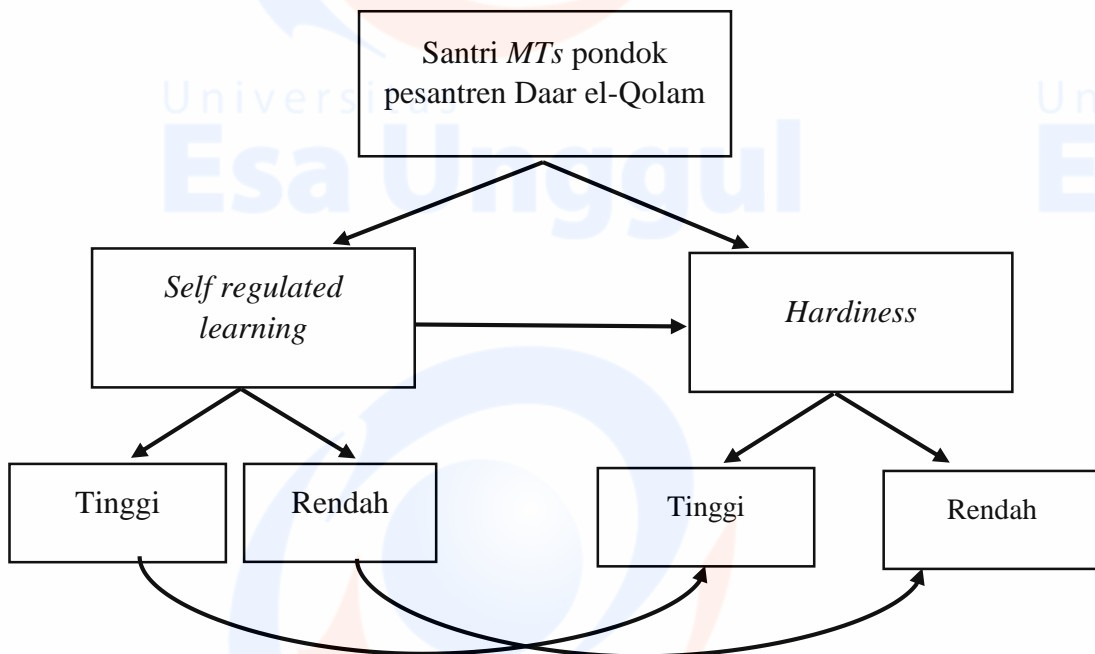 Santri MTs pondok
pesantren Daar el-Qolam
Universitas
Esa Unggul
Un
E
Self regulated
learning
Hardiness
Tinggi
Rendah
Tinggi
Rendah